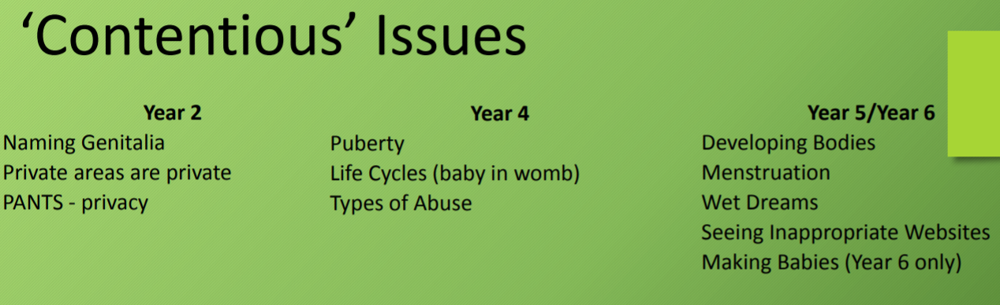 ‘Contentious’ Issues
Year 2
Naming Genitalia
Private areas are private
PANTS - privacy
Year 4
Puberty
Life Cycles (baby in womb)
Types of Abuse
Year 5/Year 6
Developing Bodies
Menstruation
Wet Dreams
Seeing Inappropriate Websites
Making Babies (Year 6 only)